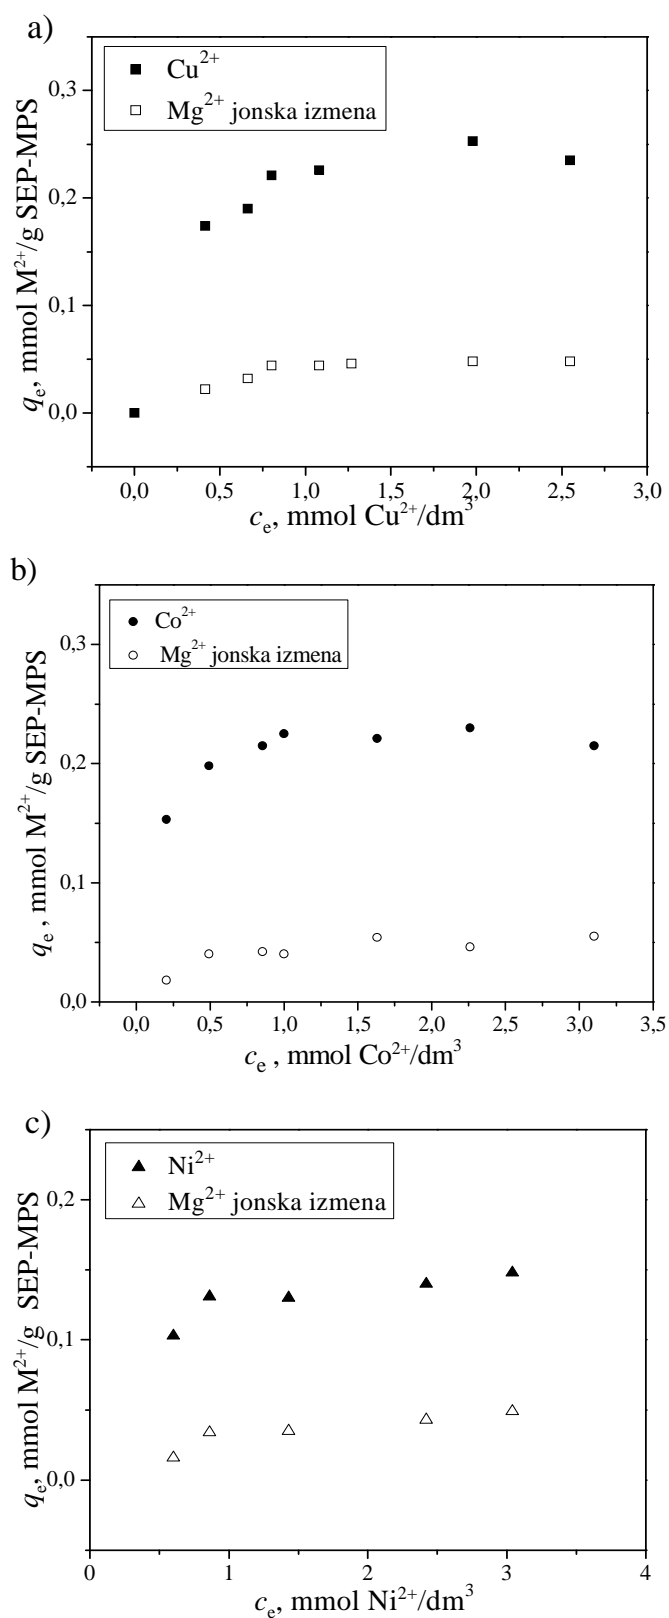 a)
Cu²⁺
Mg²⁺ jonska izmena
qₑ, mmol M²⁺/g SEP-MPS
0,3
0,2
0,1
0,0
0,0 0,5 1,0 1,5 2,0 2,5 3,0
cₑ, mmol Cu²⁺/dm³
b)
Co²⁺
Mg²⁺ jonska izmena
qₑ , mmol M²⁺/g SEP-MPS
0,3
0,2
0,1
0,0
0,0 0,5 1,0 1,5 2,0 2,5 3,0 3,5
cₑ , mmol Co²⁺/dm³
c)
Ni²⁺
Mg²⁺ jonska izmena
qₑ, mmol M²⁺/g SEP-MPS
0,2
0,1
0,0
0 1 2 3 4
cₑ, mmol Ni²⁺/dm³